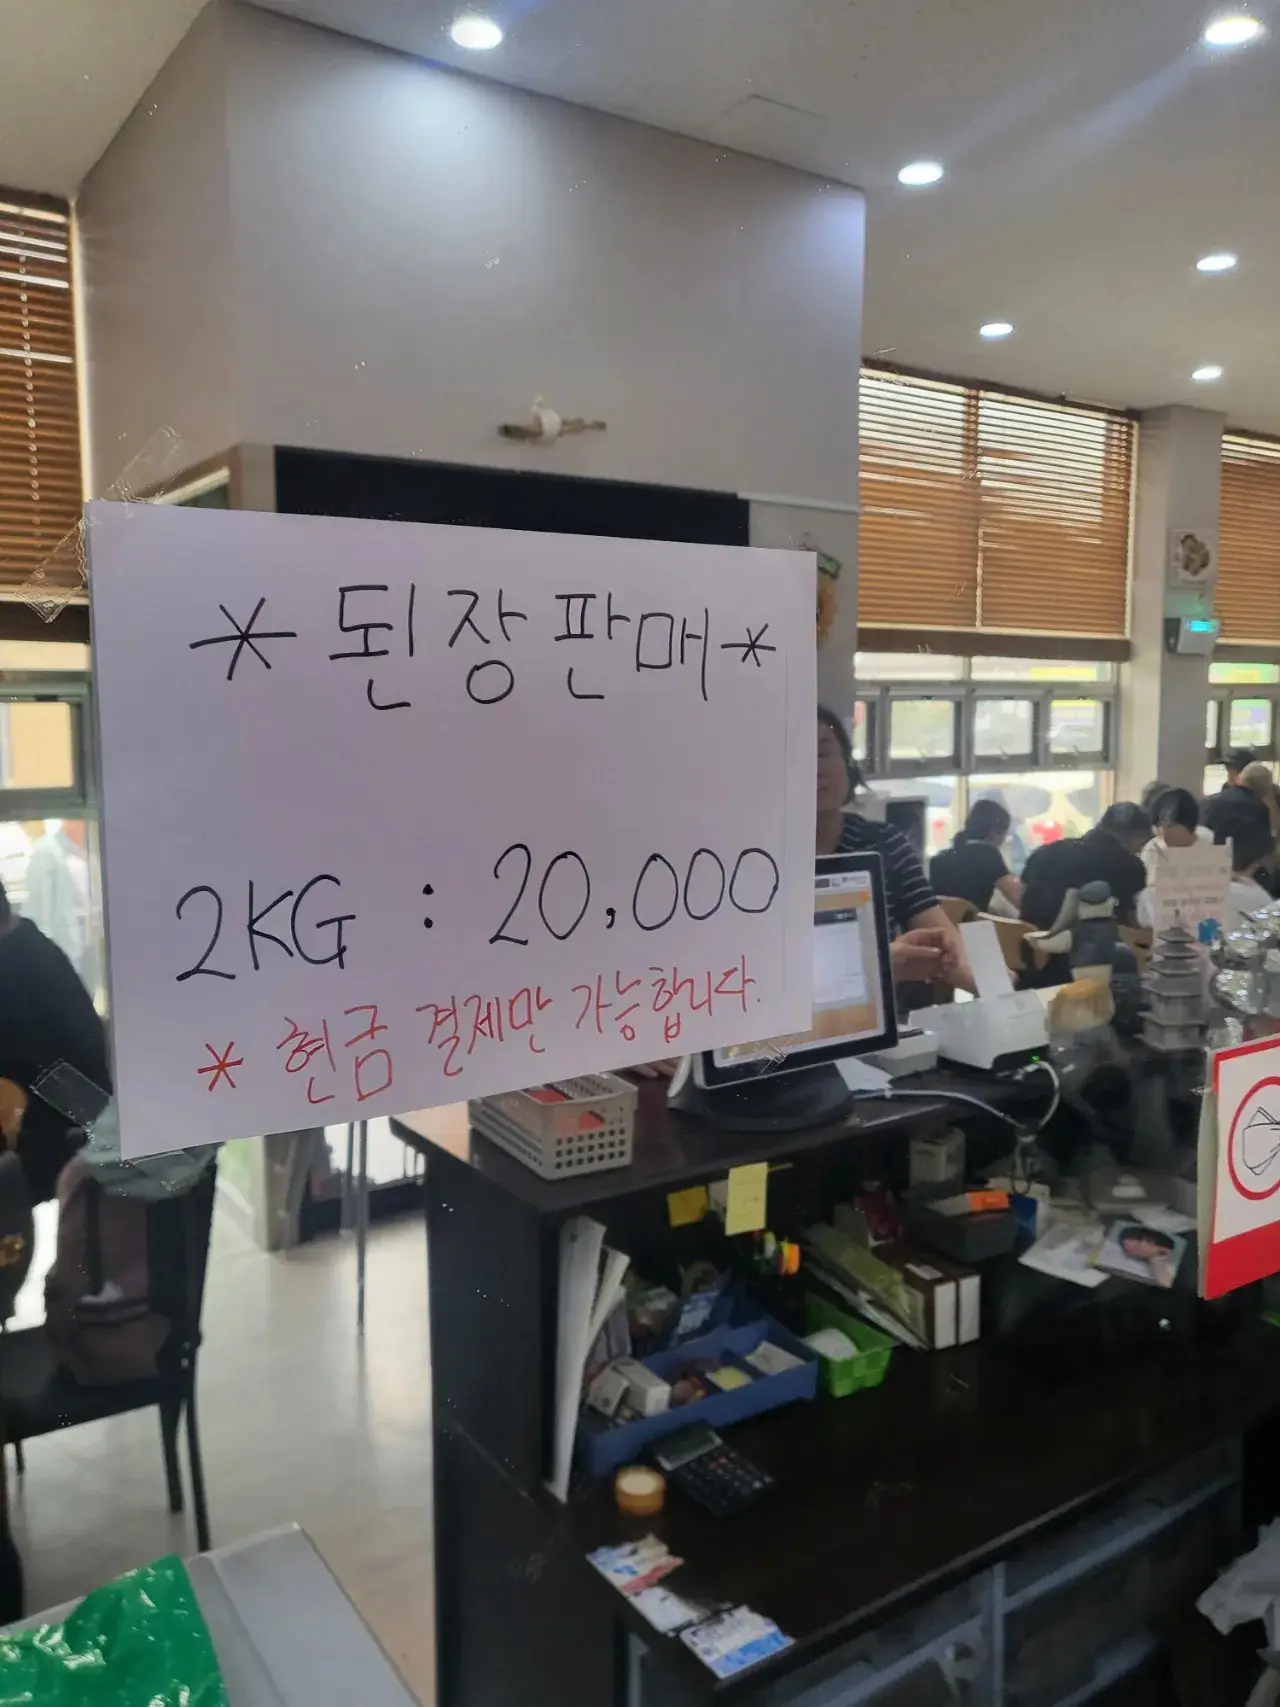 * 된장판매 *
2KG : 20,000
* 현금 결제만 가능합니다.